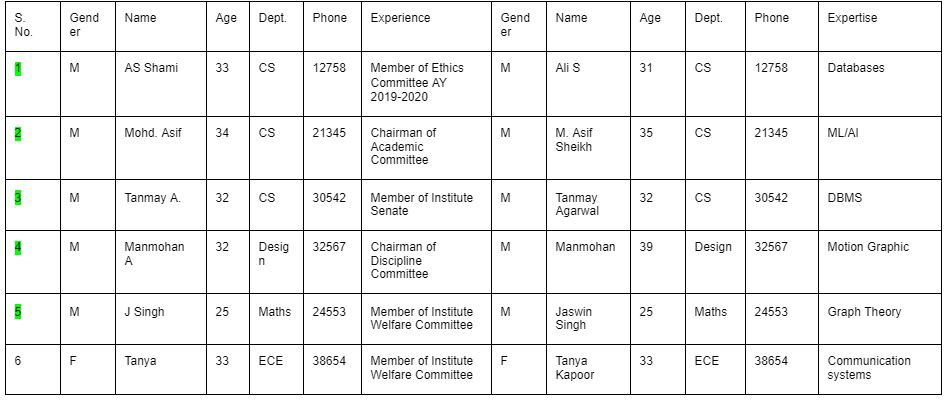 S. No. Gender Name Age Dept. Phone Experience Gender Name Age Dept. Phone Expertise
1 M AS Shami 33 CS 12758 Member of Ethics Committee AY 2019-2020 M Ali S 31 CS 12758 Databases
2 M Mohd. Asif 34 CS 21345 Chairman of Academic Committee M M. Asif Sheikh 35 CS 21345 ML/AI
3 M Tanmay A. 32 CS 30542 Member of Institute Senate M Tanmay Agarwal 32 CS 30542 DBMS
4 M Manmohan A 32 Design 32567 Chairman of Discipline Committee M Manmohan 39 Design 32567 Motion Graphic
5 M J Singh 25 Maths 24553 Member of Institute Welfare Committee M Jaswin Singh 25 Maths 24553 Graph Theory
6 F Tanya 33 ECE 38654 Member of Institute Welfare Committee F Tanya Kapoor 33 ECE 38654 Communication systems